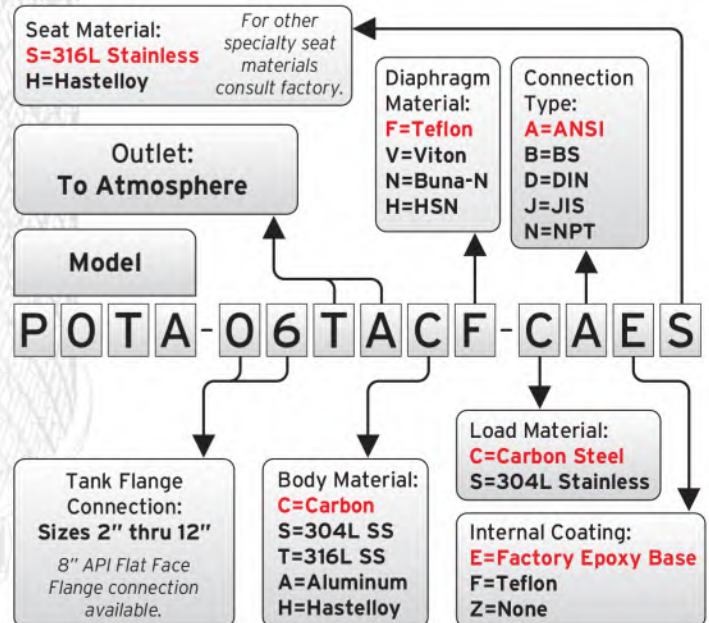 Seat Material:
S=316L Stainless
H=Hastelloy
For other
specialty seat
materials
consult factory.
Diaphragm
Material:
F=Teflon
V=Viton
N=Buna-N
H=HSN
Connection
Type:
A=ANSI
B=BS
D=DIN
J=JIS
N=NPT
Outlet:
To Atmosphere
Model
POTA-06TACF-CAES
Tank Flange
Connection:
Sizes 2" thru 12"
8" API Flat Face
Flange connection
available.
Body Material:
C=Carbon
S=304L SS
T=316L SS
A=Aluminum
H=Hastelloy
Load Material:
C=Carbon Steel
S=304L Stainless
Internal Coating:
E=Factory Epoxy Base
F=Teflon
Z=None